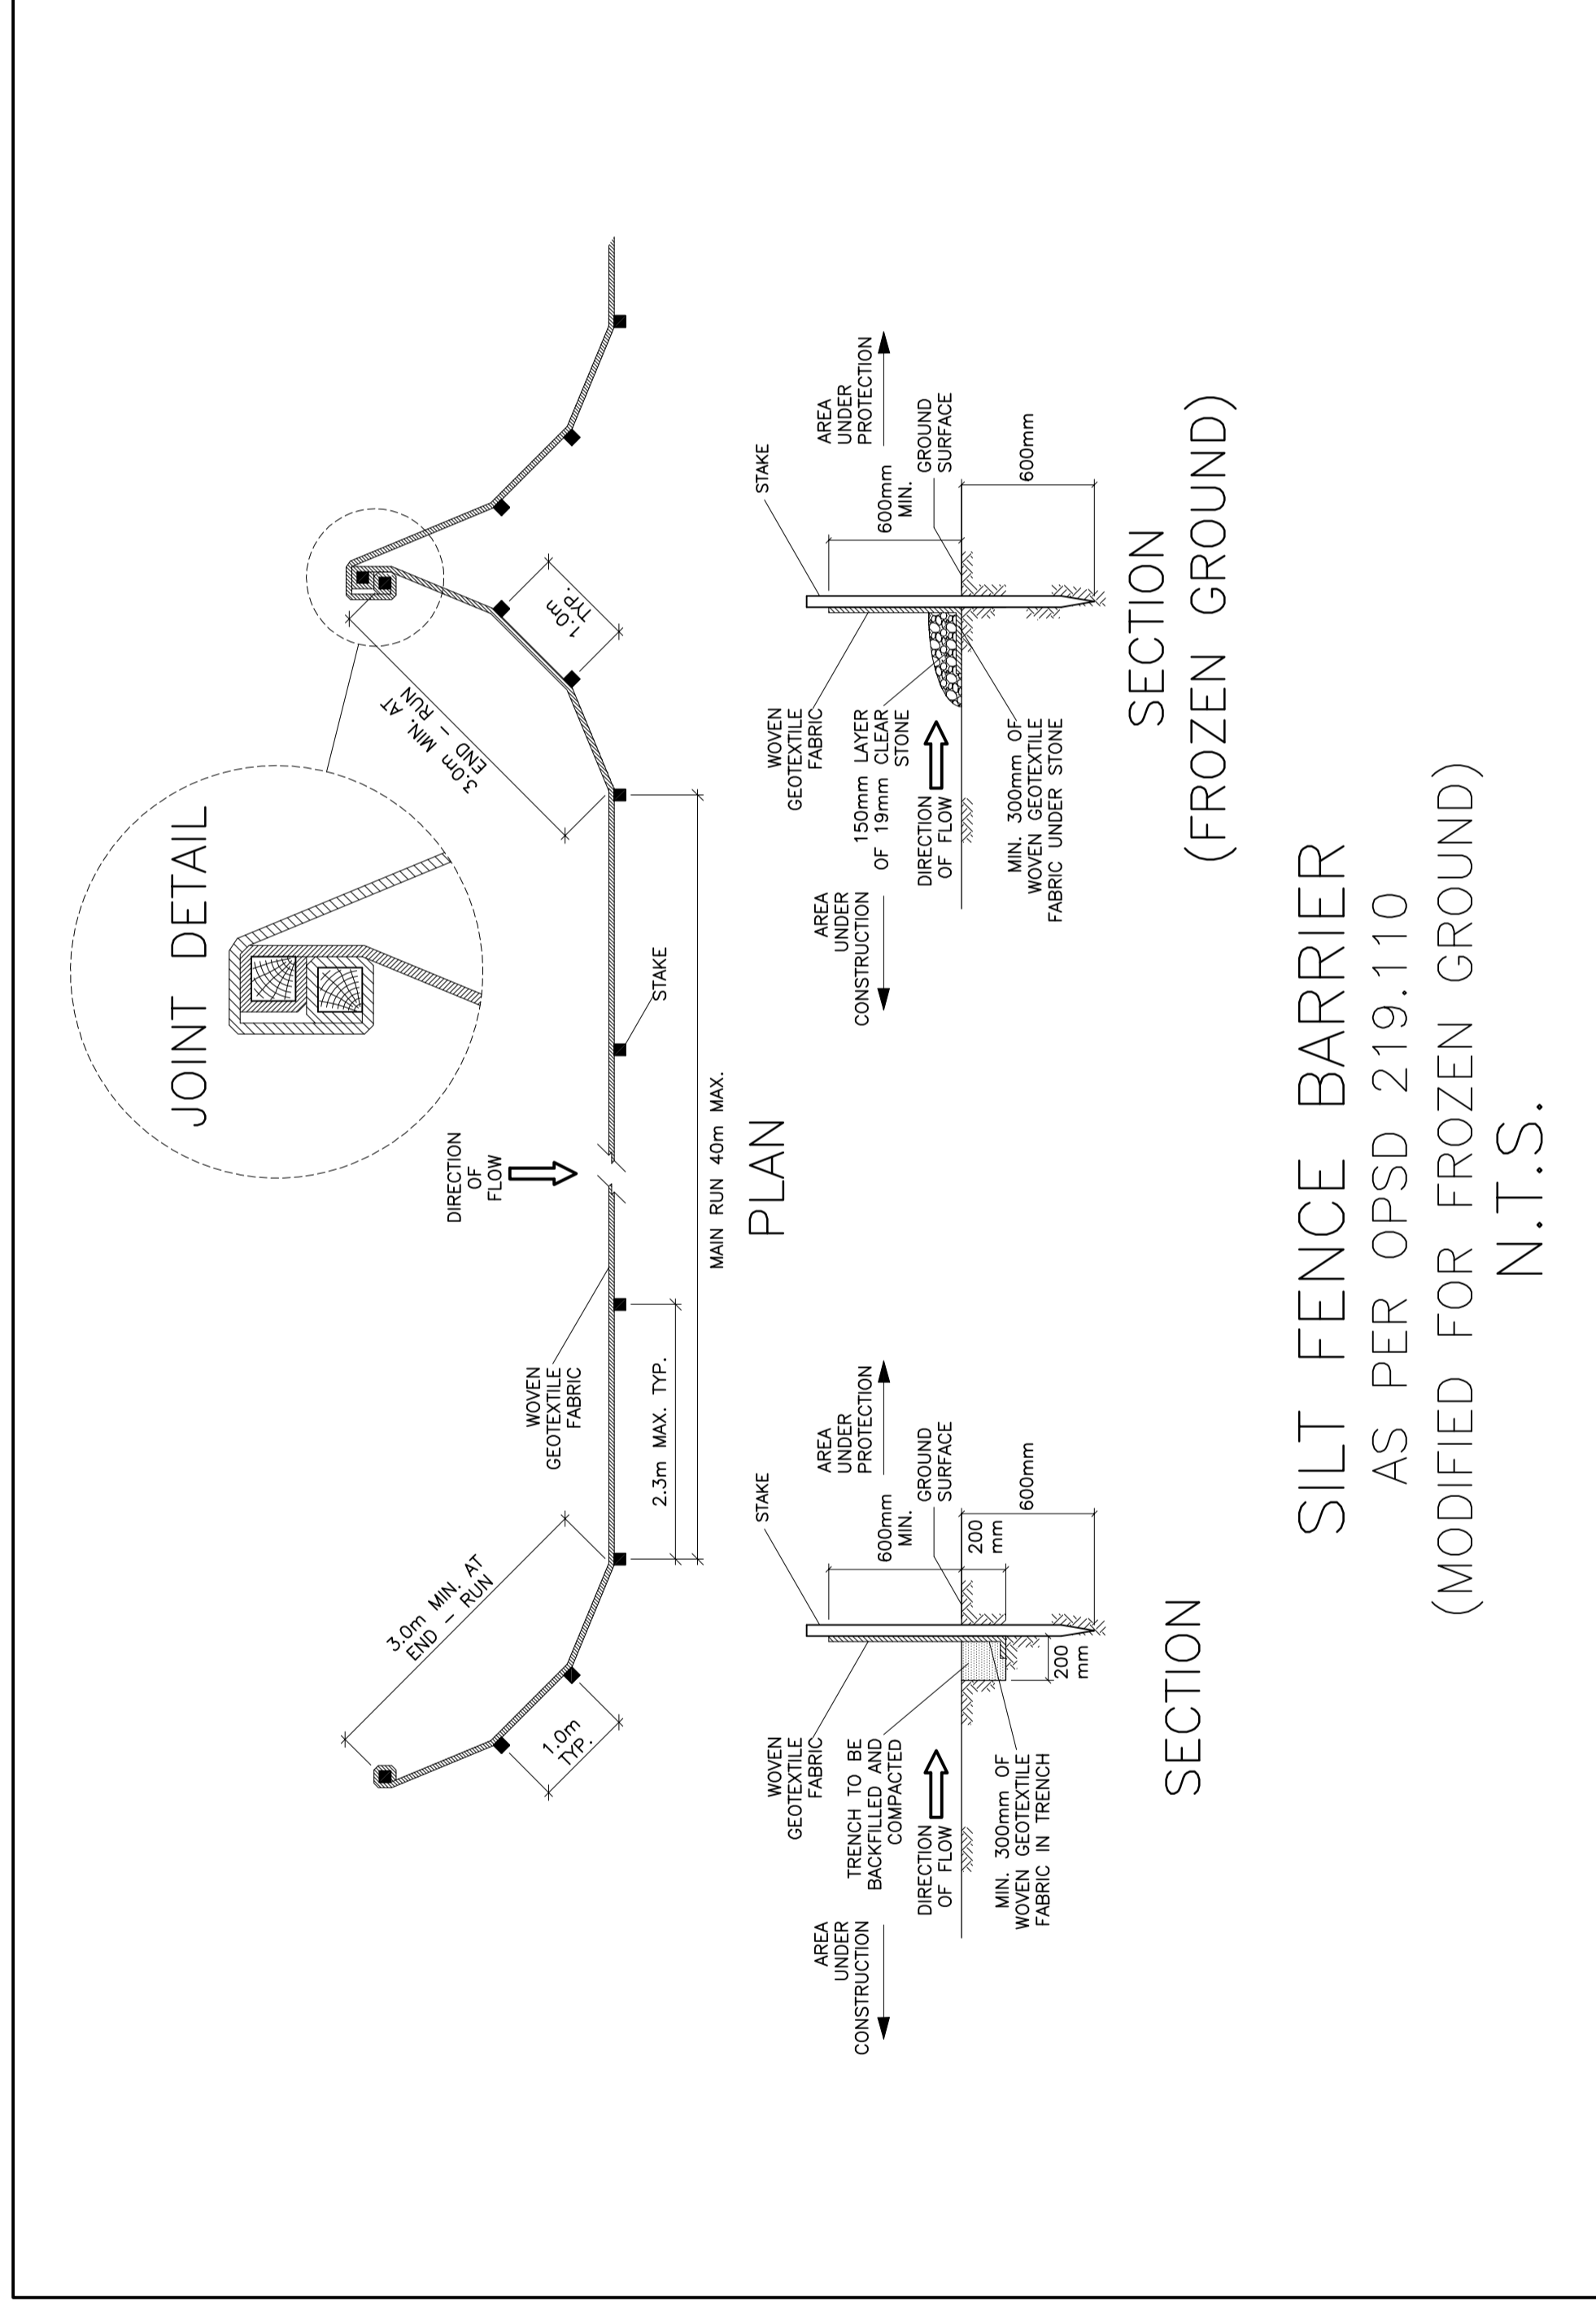 JOINT DETAIL
DIRECTION
OF
FLOW
WOVEN
GEOTEXTILE
FABRIC
3.0m MIN. AT
END - RUN
1.0m
TYP.
2.3m MAX. TYP.
MAIN RUN 40m MAX.
STAKE
3.0m MIN. AT
END - RUN
1.0m
TYP.
PLAN
STAKE
WOVEN
GEOTEXTILE
FABRIC
AREA
UNDER
CONSTRUCTION
TRENCH TO BE
BACKFILLED AND
COMPACTED
DIRECTION
OF FLOW
MIN. 300mm OF
WOVEN GEOTEXTILE
FABRIC IN TRENCH
AREA
UNDER
PROTECTION
600mm
MIN.
GROUND
SURFACE
200
mm
600mm
200
mm
SECTION
STAKE
WOVEN
GEOTEXTILE
FABRIC
AREA
UNDER
CONSTRUCTION
150mm LAYER
OF 19mm CLEAR
STONE
DIRECTION
OF FLOW
MIN. 300mm OF
WOVEN GEOTEXTILE
FABRIC UNDER STONE
AREA
UNDER
PROTECTION
600mm
MIN.
GROUND
SURFACE
600mm
SECTION
(FROZEN GROUND)
SILT FENCE BARRIER
AS PER OPSD 219.110
(MODIFIED FOR FROZEN GROUND)
N.T.S.